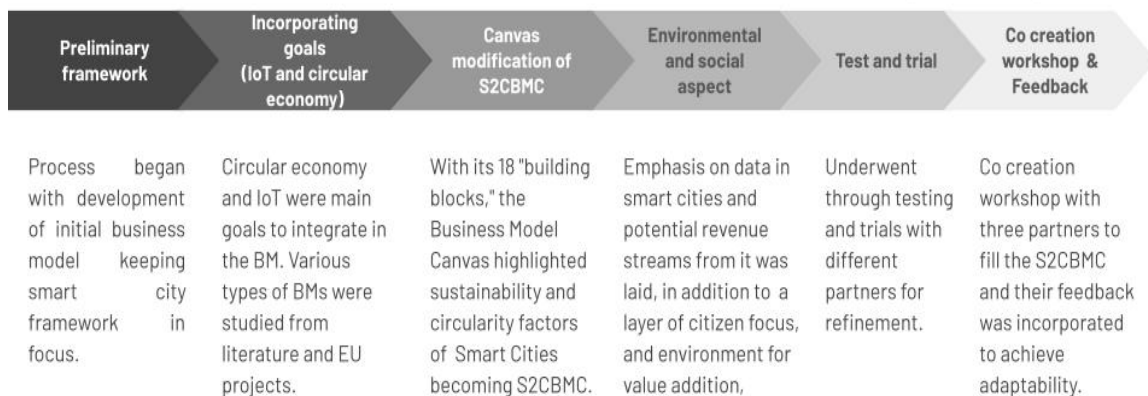 Preliminary
framework
Incorporating
goals
(IoT and circular
economy)
Canvas
modification of
S2CBMC
Environmental
and social
aspect
Test and trial
Co creation
workshop &
Feedback
Process began
with development
of initial business
model keeping
smart city
framework in
focus.
Circular economy
and IoT were main
goals to integrate in
the BM. Various
types of BMs were
studied from
literature and EU
projects.
With its 18 "building
blocks," the
Business Model
Canvas highlighted
sustainability and
circularity factors
of Smart Cities
becoming S2CBMC.
Emphasis on data in
smart cities and
potential revenue
streams from it was
laid, in addition to a
layer of citizen focus,
and environment for
value addition,
Underwent
through testing
and trials with
different
partners for
refinement.
Co creation
workshop with
three partners to
fill the S2CBMC
and their feedback
was incorporated
to achieve
adaptability.